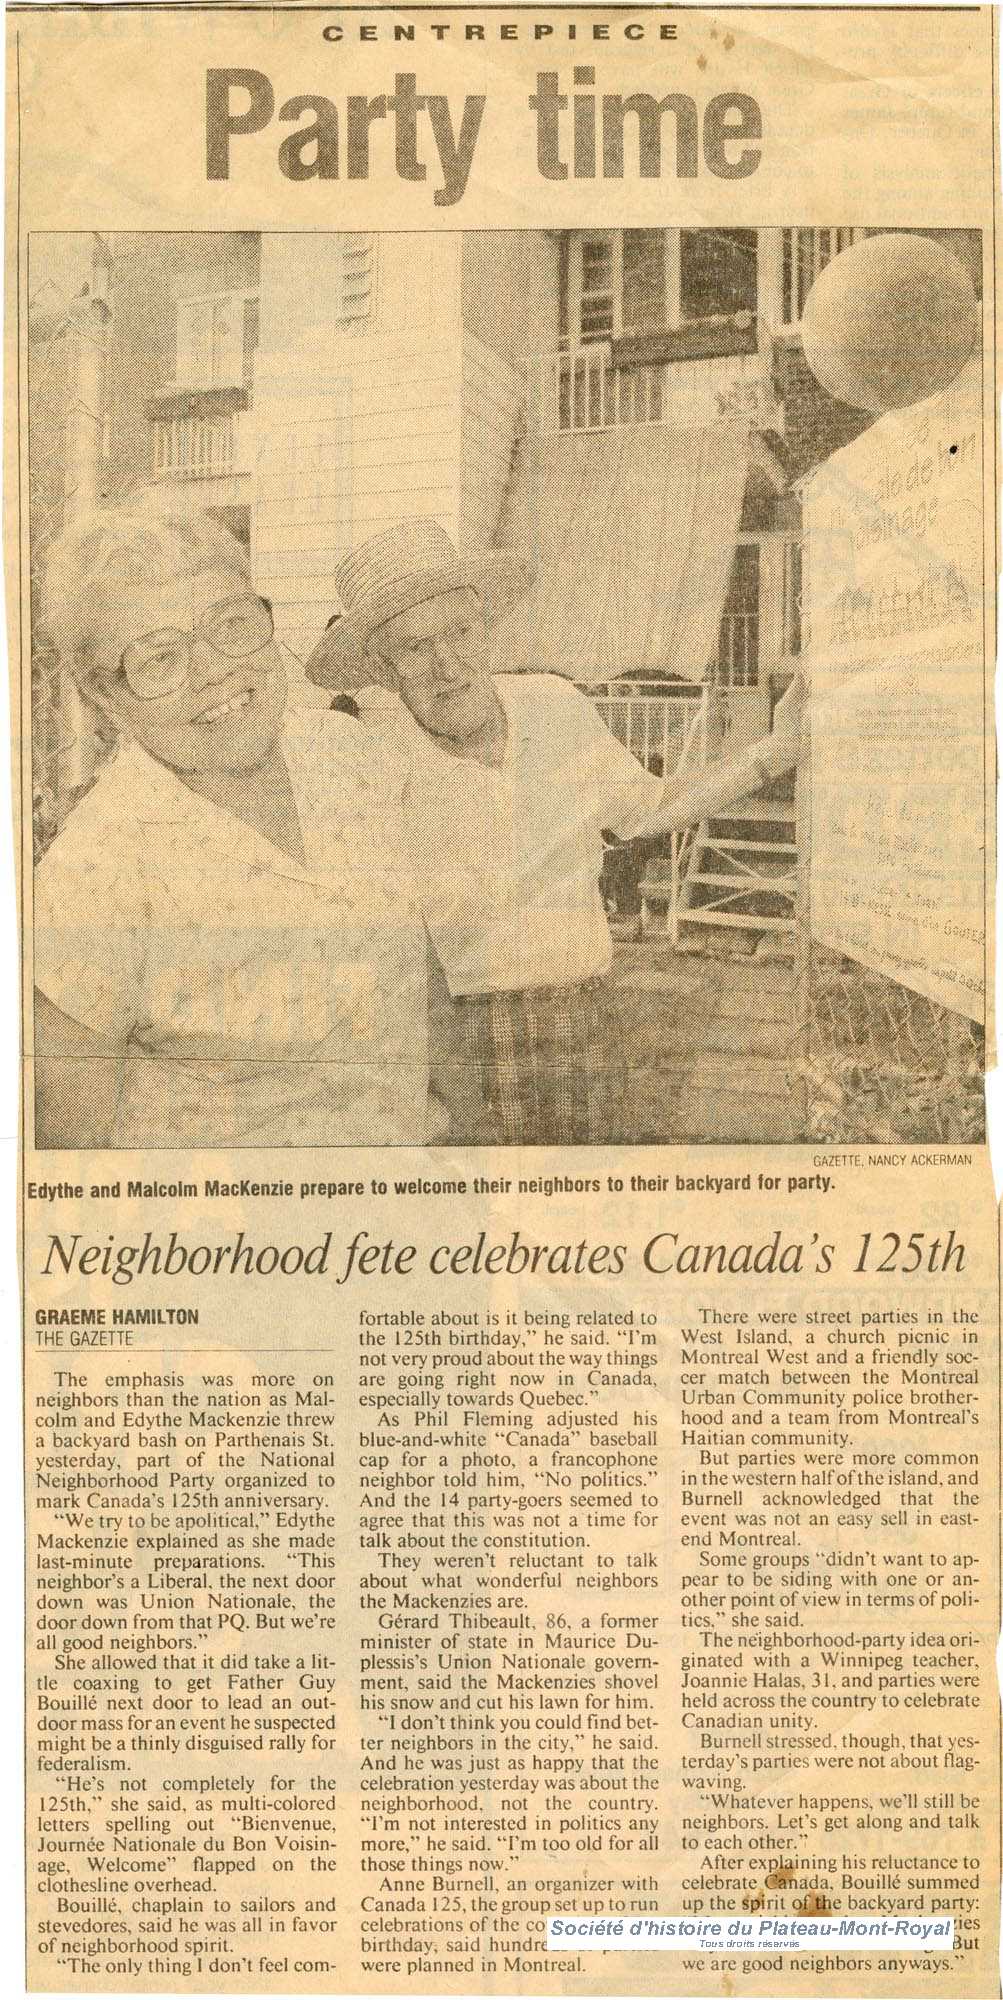 CENTREPIECE
Party time
GAZETTE, NANCY ACKERMAN
Edythe and Malcolm MacKenzie prepare to welcome their neighbors to their backyard for party.
Neighborhood fete celebrates Canada's 125th
GRAEME HAMILTON
THE GAZETTE
The emphasis was more on
neighbors than the nation as Mal-
colm and Edythe Mackenzie threw
a backyard bash on Parthenais St.
yesterday, part of the National
Neighborhood Party organized to
mark Canada's 125th anniversary.
"We try to be apolitical," Edythe
Mackenzie explained as she made
last-minute preparations. "This
neighbor's a Liberal, the next door
down was Union Nationale, the
door down from that PQ. But we're
all good neighbors."
She allowed that it did take a lit-
tle coaxing to get Father Guy
Bouillé next door to lead an out-
door mass for an event he suspected
might be a thinly disguised rally for
federalism.
"He's not completely for the
125th," she said, as multi-colored
letters spelling out "Bienvenue,
Journée Nationale du Bon Voisin-
age, Welcome" flapped on the
clothesline overhead.
Bouillé, chaplain to sailors and
stevedores, said he was all in favor
of neighborhood spirit.
"The only thing I don't feel com-
fortable about is it being related to
the 125th birthday," he said. "I'm
not very proud about the way things
are going right now in Canada,
especially towards Quebec."
As Phil Fleming adjusted his
blue-and-white "Canada" baseball
cap for a photo, a francophone
neighbor told him, "No politics."
And the 14 party-goers seemed to
agree that this was not a time for
talk about the constitution.
They weren't reluctant to talk
about what wonderful neighbors
the Mackenzies are.
Gérard Thibeault, 86, a former
minister of state in Maurice Du-
plessis's Union Nationale govern-
ment, said the Mackenzies shovel
his snow and cut his lawn for him.
"I don't think you could find bet-
ter neighbors in the city," he said.
And he was just as happy that the
celebration yesterday was about the
neighborhood, not the country.
"I'm not interested in politics any
more," he said. "I'm too old for all
those things now."
Anne Burnell, an organizer with
Canada 125, the group set up to run
celebrations of the
birthday, said
were planned in Montreal.
There were street parties in the
West Island, a church picnic in
Montreal West and a friendly soc-
cer match between the Montreal
Urban Community police brother-
hood and a team from Montreal's
Haitian community.
But parties were more common
in the western half of the island, and
Burnell acknowledged that the
event was not an easy sell in east-
end Montreal.
Some groups "didn't want to ap-
pear to be siding with one or an-
other point of view in terms of poli-
tics," she said.
The neighborhood-party idea ori-
ginated with a Winnipeg teacher,
Joannie Halas, 31, and parties were
held across the country to celebrate
Canadian unity.
Burnell stressed, though, that yes-
terday's parties were not about flag-
waving.
"Whatever happens, we'll still be
neighbors. Let's get along and talk
to each other."
After explaining his reluctance to
celebrate Canada, Bouillé summed
up the spirit of the backyard party:
But
we are good neighbors anyways."
Société d'histoire du Plateau-Mont-Royal
Tous droits réservés